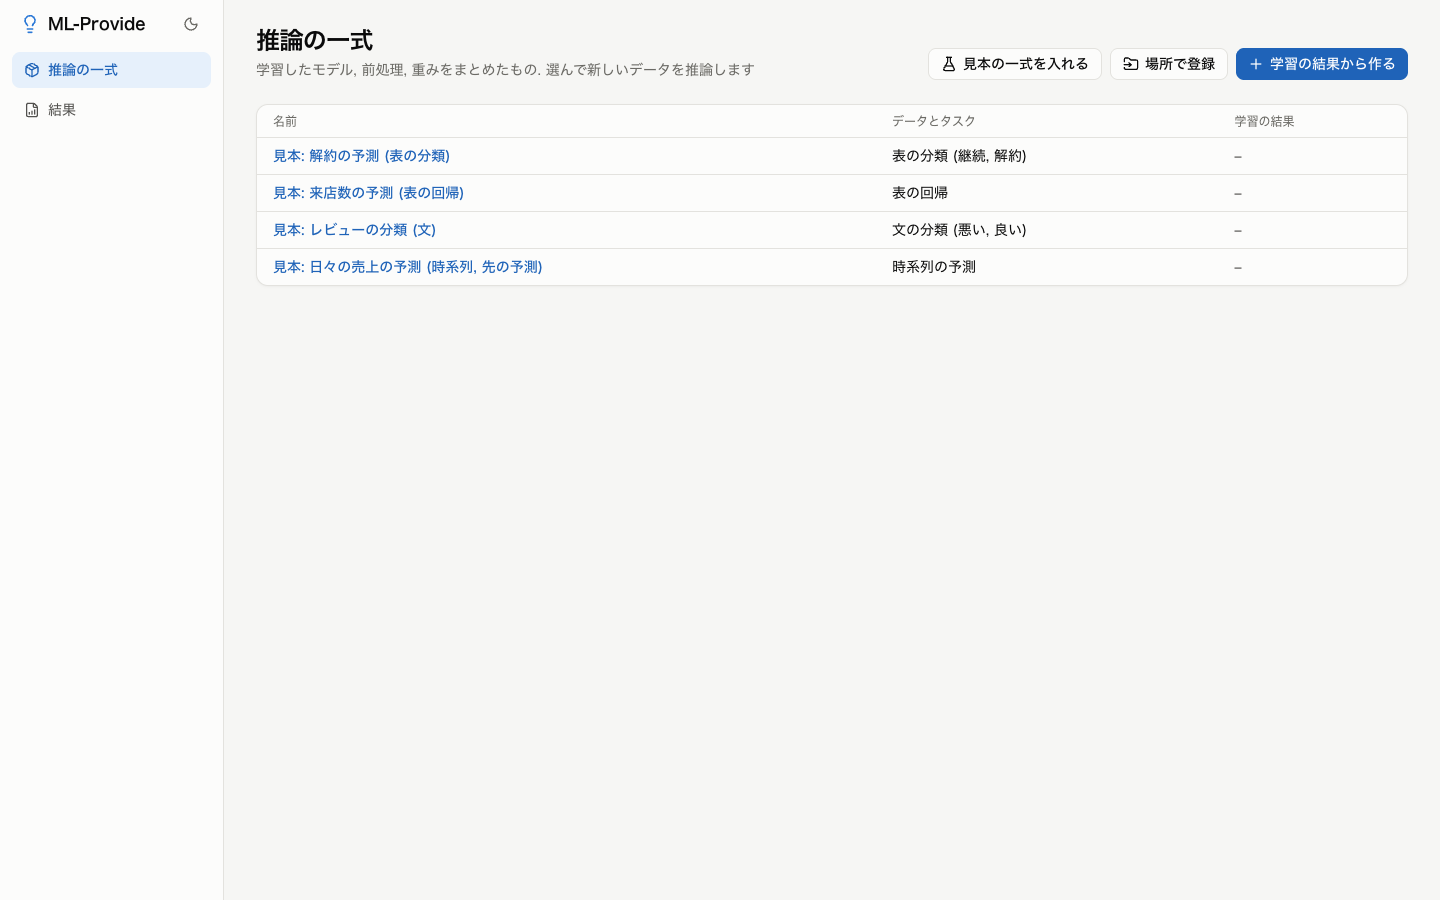 ML-Provide
推論の一式
結果
推論の一式
学習したモデル, 前処理, 重みをまとめたもの. 選んで新しいデータを推論します
見本の一式を入れる
場所で登録
学習の結果から作る
名前 データとタスク 学習の結果
見本: 解約の予測 (表の分類) 表の分類 (継続, 解約) –
見本: 来店数の予測 (表の回帰) 表の回帰 –
見本: レビューの分類 (文) 文の分類 (悪い, 良い) –
見本: 日々の売上の予測 (時系列, 先の予測) 時系列の予測 –